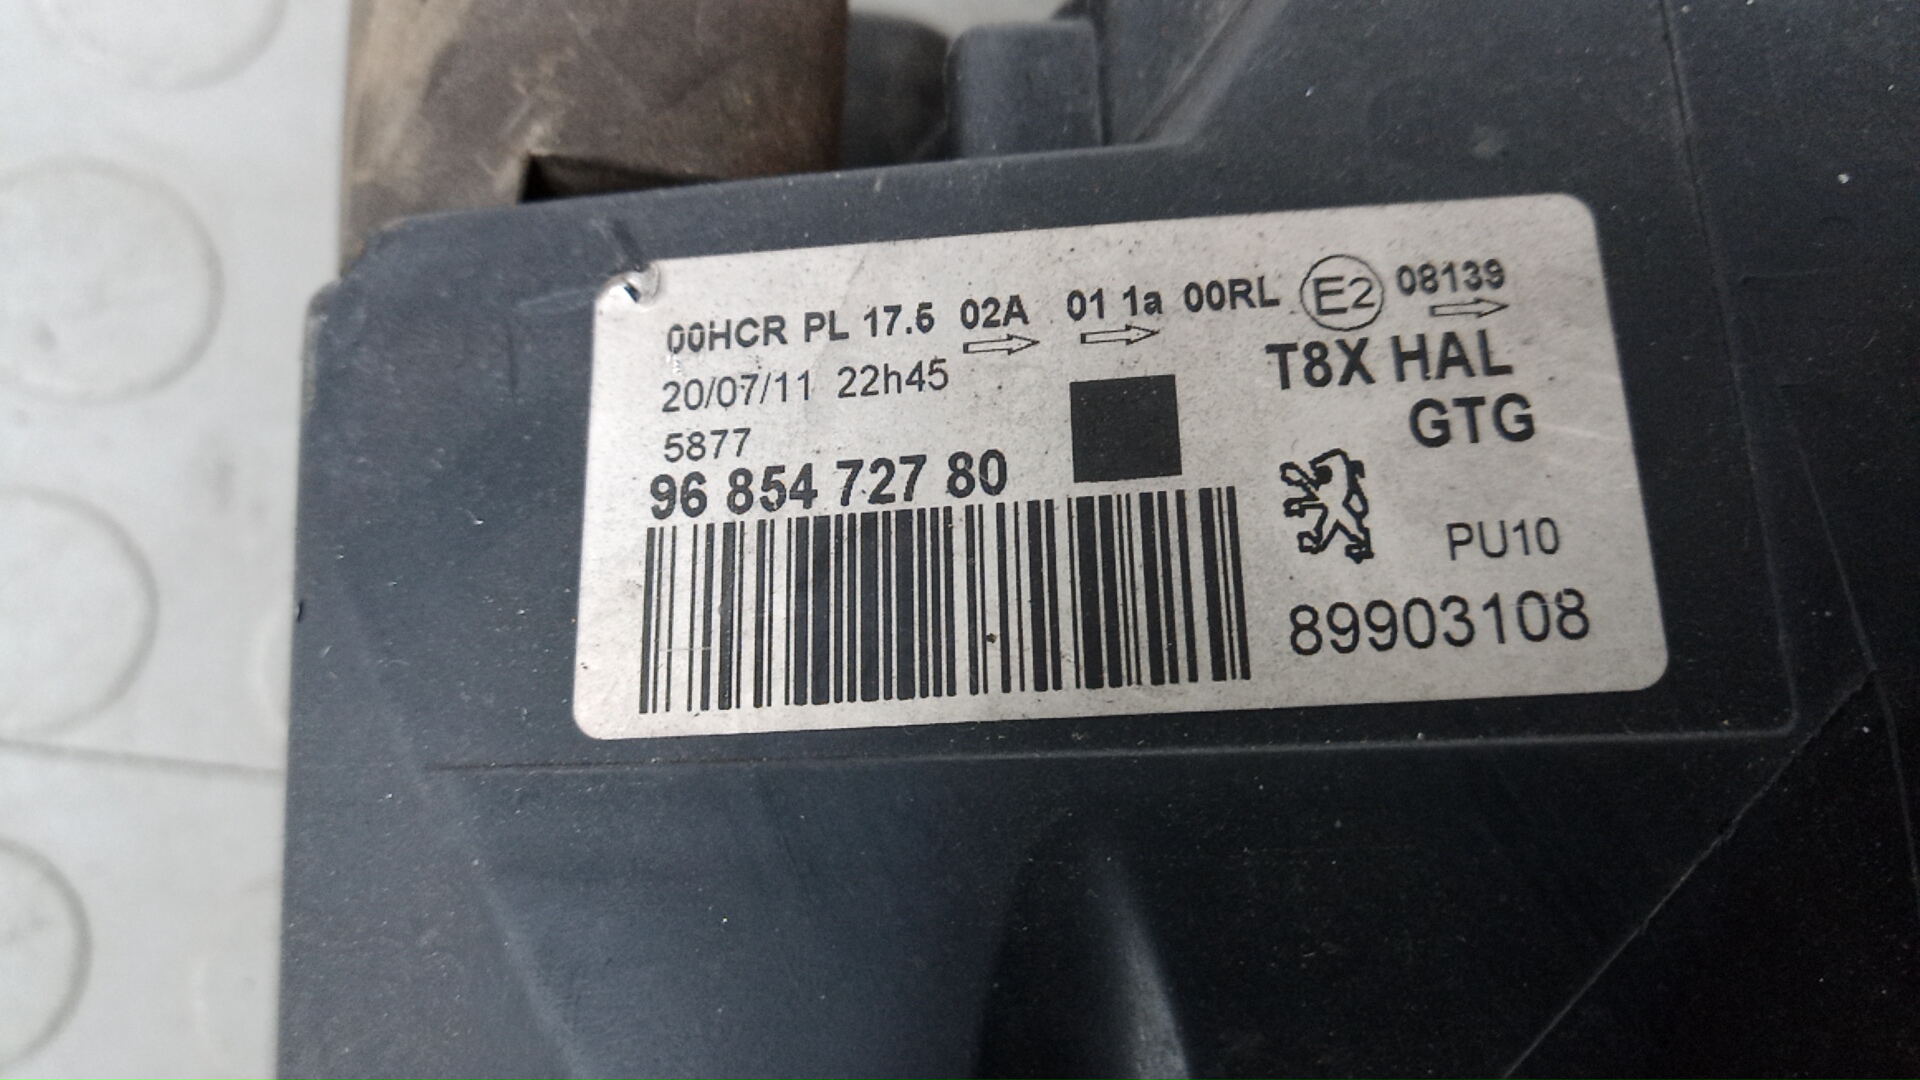 00HCR PL 17.5 02A 01 1a 00RL E2 08139
20/07/11 22h45
T8X HAL
GTG
5877
96 854 727 80
PU10
89903108